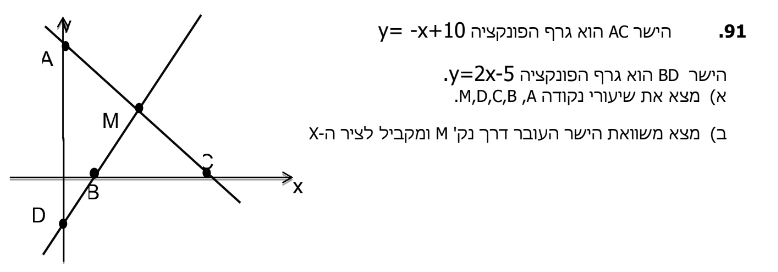 91. הישר AC הוא גרף הפונקציה y= -x+10
הישר BD הוא גרף הפונקציה y=2x-5.
א) מצא את שיעורי נקודה M,D,C,B ,A.
ב) מצא משוואת הישר העובר דרך נק' M ומקביל לציר ה-X
y
A
M
C
B
x
D